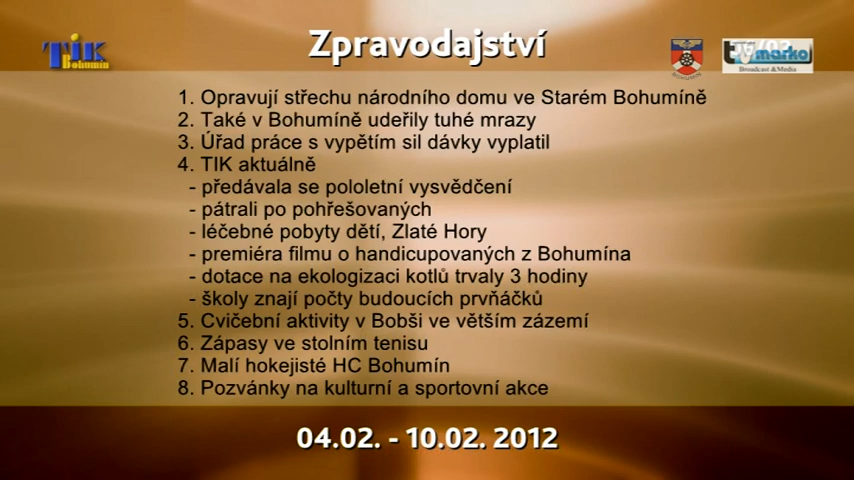 Zpravodajství
TIK
Bohumín
BOHUMÍN
tv marko
Broadcast & Media
1. Opravují střechu národního domu ve Starém Bohumíně
2. Také v Bohumíně udeřily tuhé mrazy
3. Úřad práce s vypětím sil dávky vyplatil
4. TIK aktuálně
- předávala se pololetní vysvědčení
- pátrali po pohřešovaných
- léčebné pobyty dětí, Zlaté Hory
- premiéra filmu o handicupovaných z Bohumína
- dotace na ekologizaci kotlů trvaly 3 hodiny
- školy znají počty budoucích prvňáčků
5. Cvičební aktivity v Bobši ve větším zázemí
6. Zápasy ve stolním tenisu
7. Malí hokejisté HC Bohumín
8. Pozvánky na kulturní a sportovní akce
04.02. - 10.02. 2012